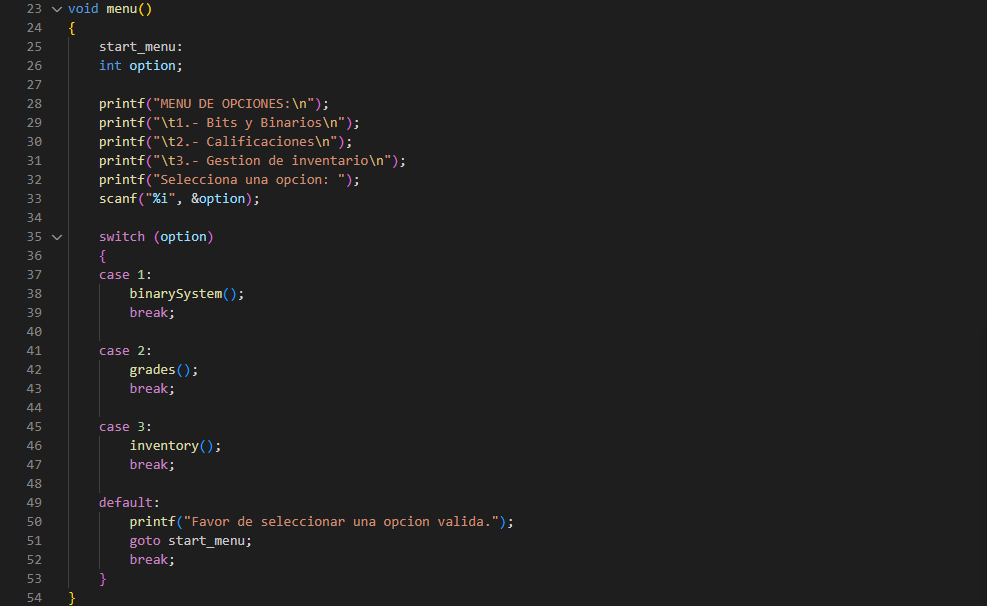 23 void menu()
24 {
25 start_menu:
26 int option;
27
28 printf("MENU DE OPCIONES:\n");
29 printf("\t1.- Bits y Binarios\n");
30 printf("\t2.- Calificaciones\n");
31 printf("\t3.- Gestion de inventario\n");
32 printf("Selecciona una opcion: ");
33 scanf("%i", &option);
34
35 switch (option)
36 {
37 case 1:
38 binarySystem();
39 break;
40
41 case 2:
42 grades();
43 break;
44
45 case 3:
46 inventory();
47 break;
48
49 default:
50 printf("Favor de seleccionar una opcion valida.");
51 goto start_menu;
52 break;
53 }
54 }